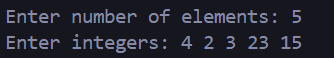 Enter number of elements: 5
Enter integers: 4 2 3 23 15